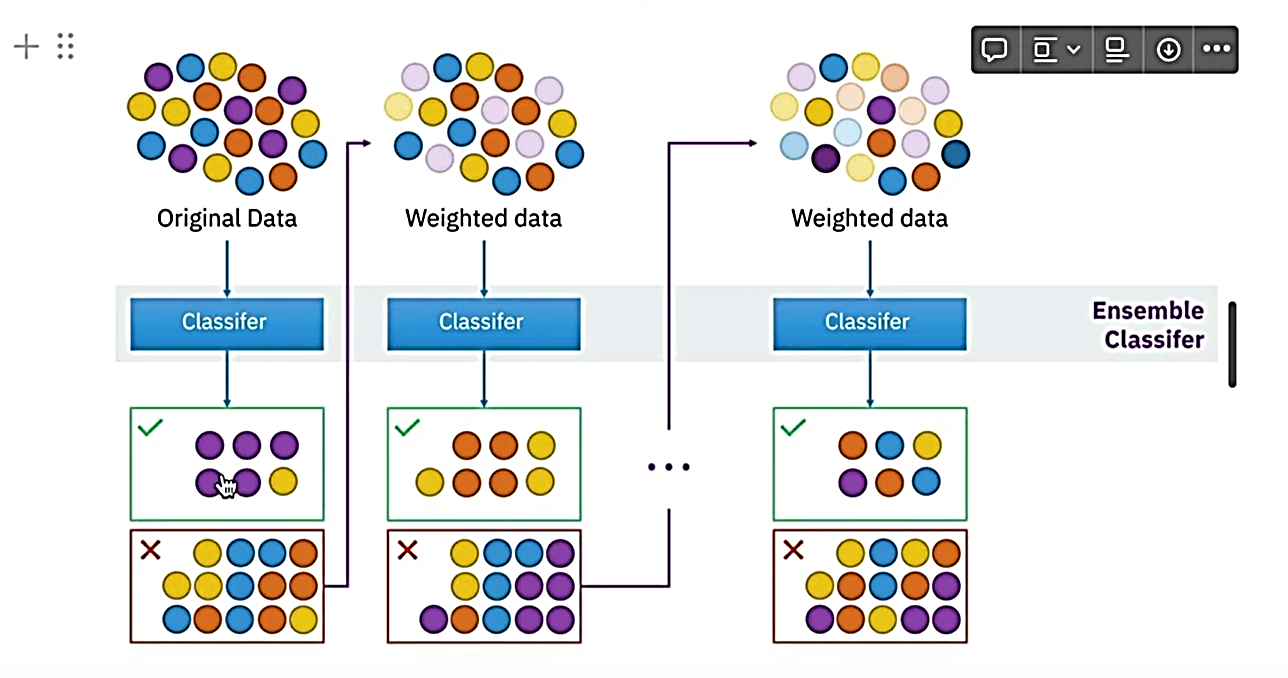 Original Data
Weighted data
Weighted data
Classifer
Classifer
Classifer
Ensemble
Classifer